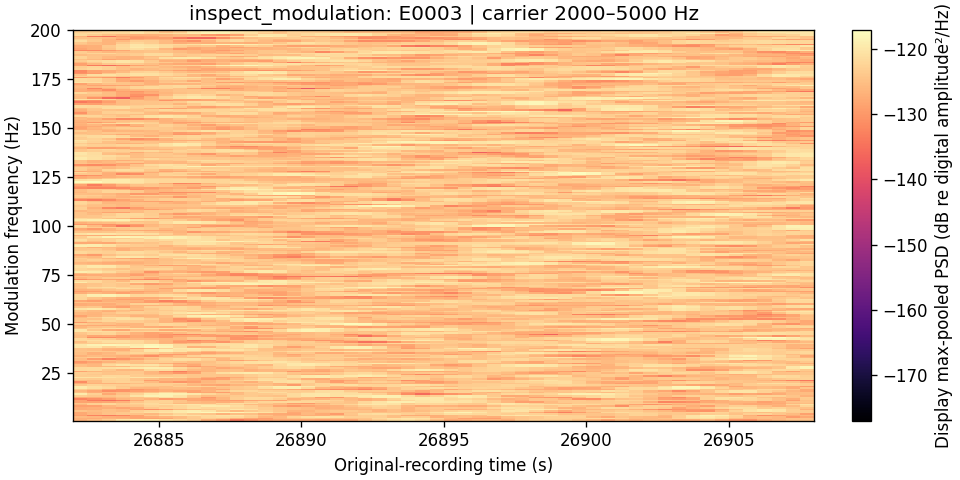 inspect_modulation: E0003 | carrier 2000–5000 Hz
200
175
150
125
100
75
50
25
Modulation frequency (Hz)
26885 26890 26895 26900 26905
Original-recording time (s)
−120
−130
−140
−150
−160
−170
Display max-pooled PSD (dB re digital amplitude²/Hz)